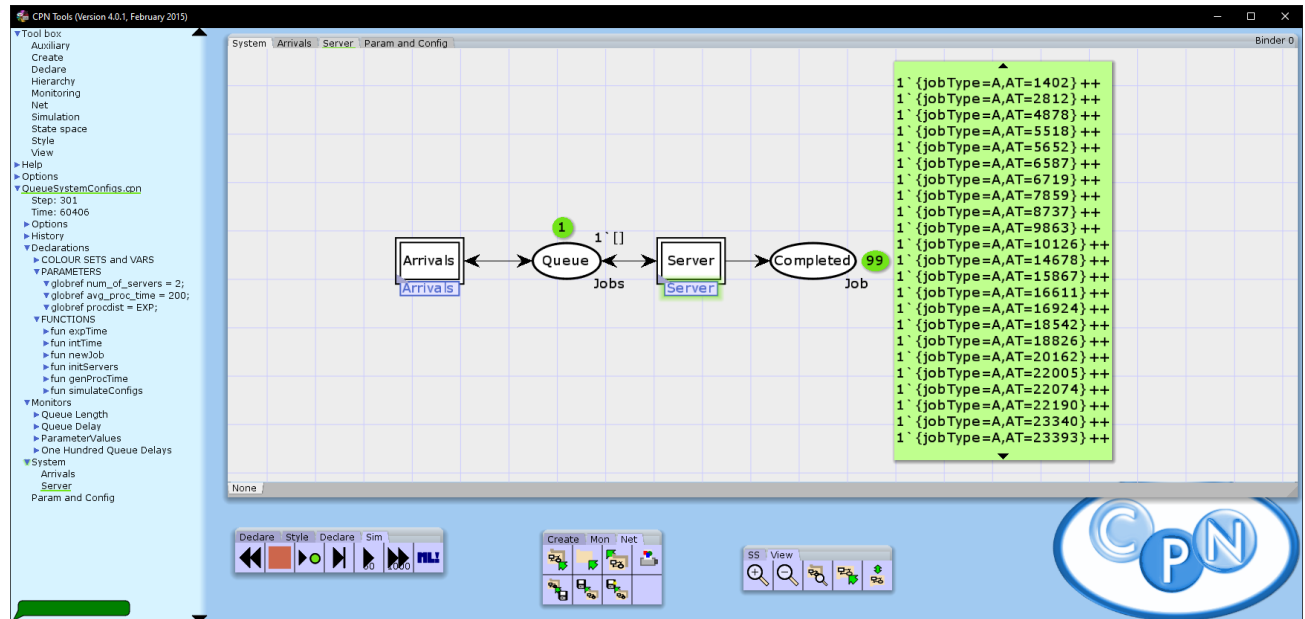 CPN Tools (Version 4.0.1, February 2015)
Tool box
Auxiliary
Create
Declare
Hierarchy
Monitoring
Net
Simulation
State space
Style
View
Help
Options
QueueSystemConfigs.cpn
Step: 301
Time: 60406
Options
History
Declarations
COLOUR SETS and VARS
PARAMETERS
globref num_of_servers = 2;
globref avg_proc_time = 200;
globref procdist = EXP;
FUNCTIONS
fun expTime
fun intTime
fun newJob
fun initServers
fun genProcTime
fun simulateConfigs
Monitors
Queue Length
Queue Delay
ParameterValues
One Hundred Queue Delays
System
Arrivals
Server
Param and Config
System Arrivals Server Param and Config
Binder 0
1
1`[]
Arrivals
Queue
Server
Completed
99
Arrivals
Jobs
Server
Job
1`{jobType=A,AT=1402}++
1`{jobType=A,AT=2812}++
1`{jobType=A,AT=4878}++
1`{jobType=A,AT=5518}++
1`{jobType=A,AT=5652}++
1`{jobType=A,AT=6587}++
1`{jobType=A,AT=6719}++
1`{jobType=A,AT=7859}++
1`{jobType=A,AT=8737}++
1`{jobType=A,AT=9863}++
1`{jobType=A,AT=10126}++
1`{jobType=A,AT=14678}++
1`{jobType=A,AT=15867}++
1`{jobType=A,AT=16611}++
1`{jobType=A,AT=16924}++
1`{jobType=A,AT=18542}++
1`{jobType=A,AT=18826}++
1`{jobType=A,AT=20162}++
1`{jobType=A,AT=22005}++
1`{jobType=A,AT=22074}++
1`{jobType=A,AT=22190}++
1`{jobType=A,AT=23340}++
1`{jobType=A,AT=23393}++
None
Declare Style Declare Sim
ML!
Create Mon Net
SS View
CPN